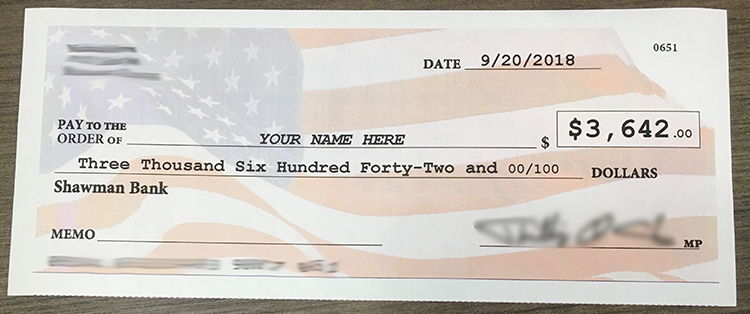 0651
DATE 9/20/2018
PAY TO THE
ORDER OF YOUR NAME HERE $ $3,642.00
Three Thousand Six Hundred Forty-Two and 00/100 DOLLARS
Shawman Bank
MEMO MP